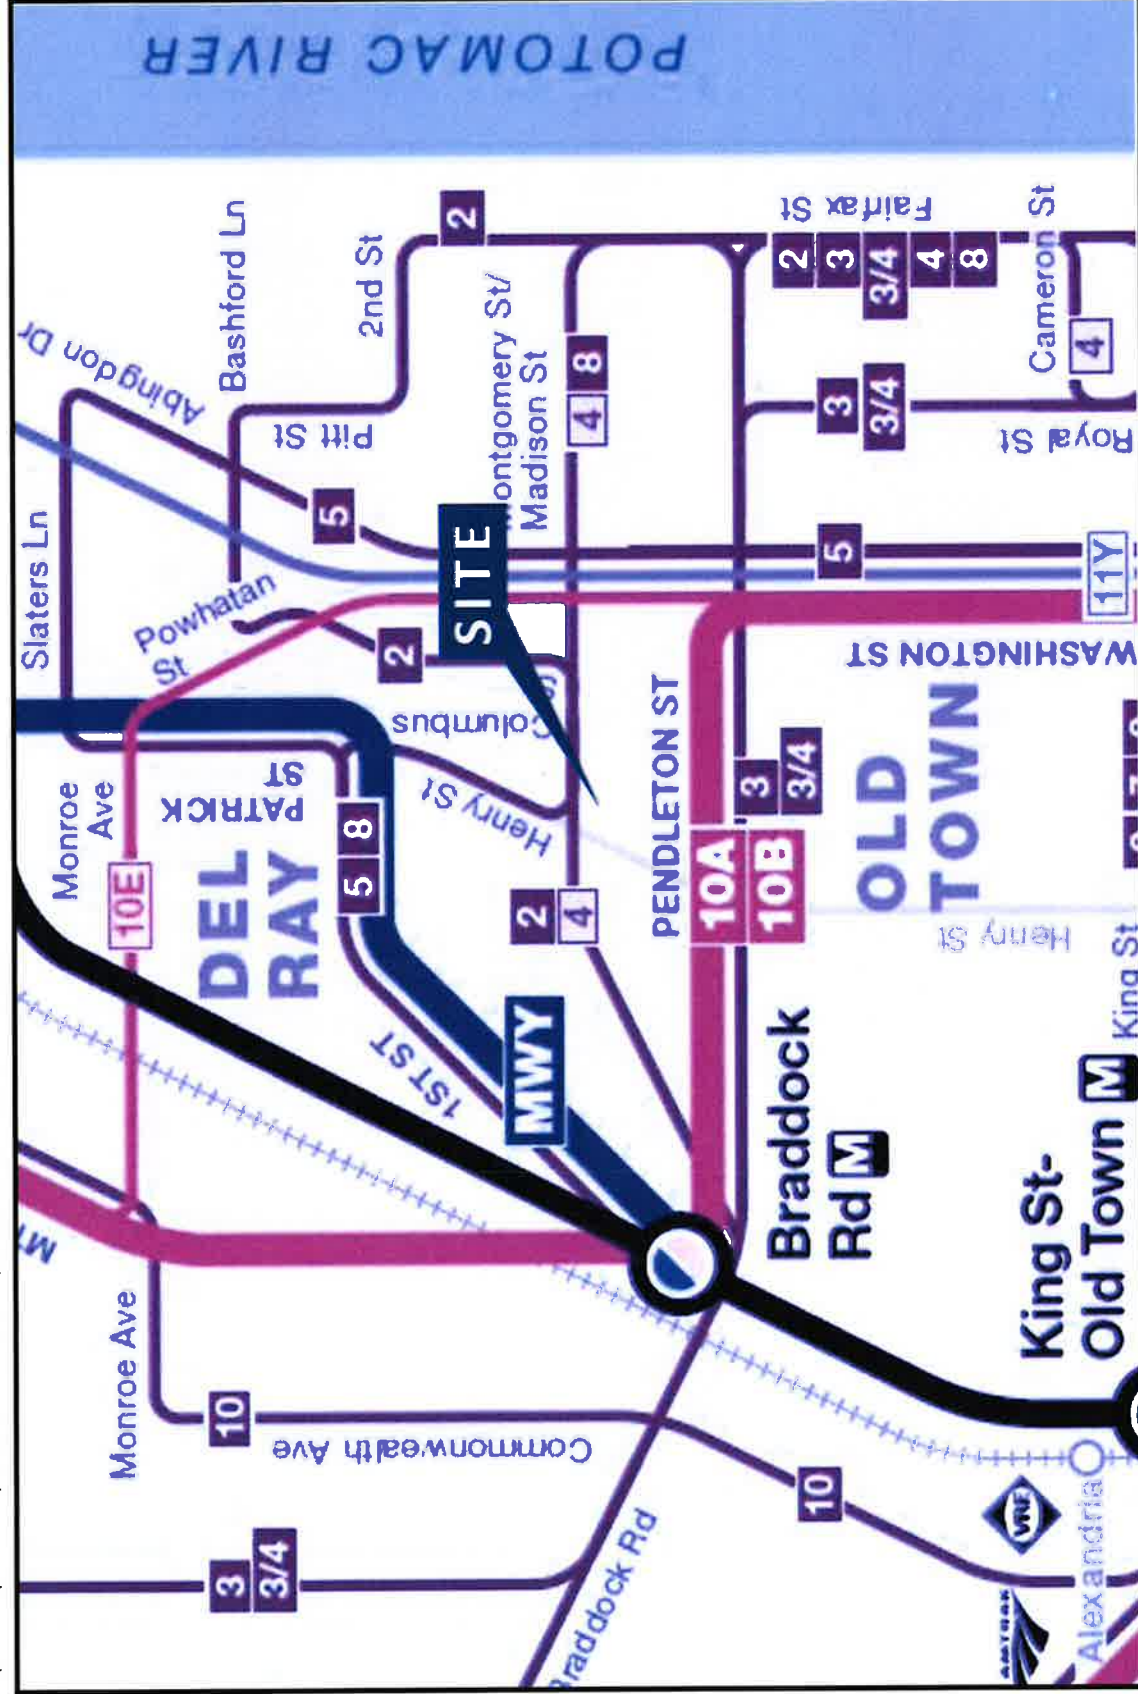 POTOMAC RIVER
Slaters Ln
Abingdon Dr
Bashford Ln
2nd St
2
Pitt St
5
Powhatan
St
2
SITE
ontgomery St/
Madison St
4
8
Fairfax St
2
3
3/4
4
8
Cameron St
4
3
3/4
Royal St
5
11Y
WASHINGTON ST
Columbus
Henry St
PATRICK
ST
Monroe
Ave
10E
DEL
RAY
5
8
2
4
PENDLETON ST
10A
10B
3
3/4
OLD
TOWN
Henry St
King St
1ST ST
MWY
Braddock
Rd M
King St-
Old Town M
Monroe Ave
10
Commonwealth Ave
3
3/4
Braddock Rd
10
VRE
AMTRAK
Alexandria